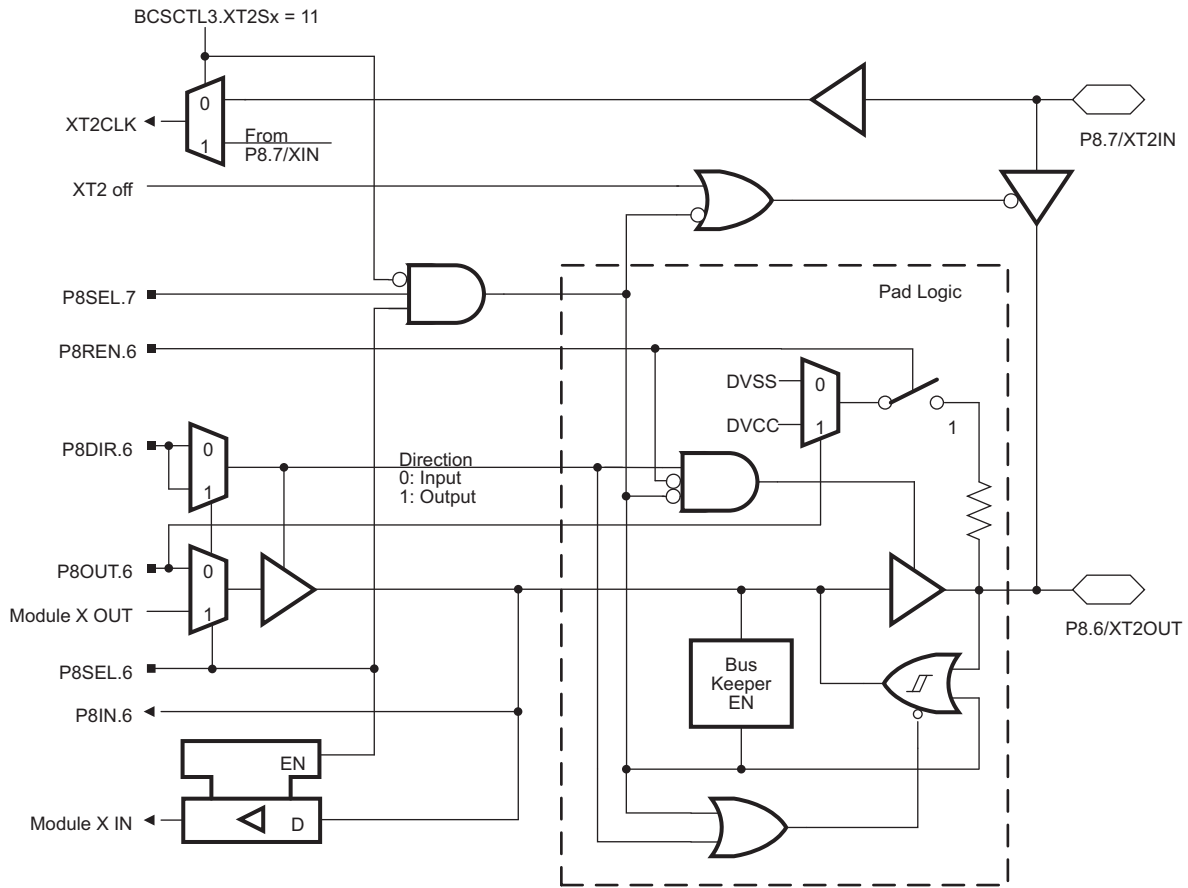 BCSCTL3.XT2Sx = 11
0
XT2CLK
1
From
P8.7/XIN
P8.7/XT2IN
XT2 off
P8SEL.7
Pad Logic
P8REN.6
DVSS
0
DVCC
1
1
P8DIR.6
0
1
Direction
0: Input
1: Output
P8OUT.6
0
Module X OUT
1
P8.6/XT2OUT
P8SEL.6
Bus
Keeper
EN
P8IN.6
EN
Module X IN
D